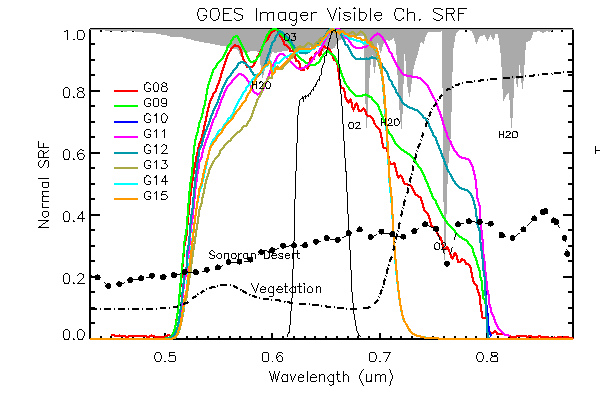 GOES Imager Visible Ch. SRF
1.0
O3
G08
G09
G10
G11
G12
G13
G14
G15
H2O
O2
H2O
H2O
0.8
0.6
0.4
0.2
0.0
Normal SRF
H
O2
Sonoran Desert
Vegetation
0.5 0.6 0.7 0.8
Wavelength (um)